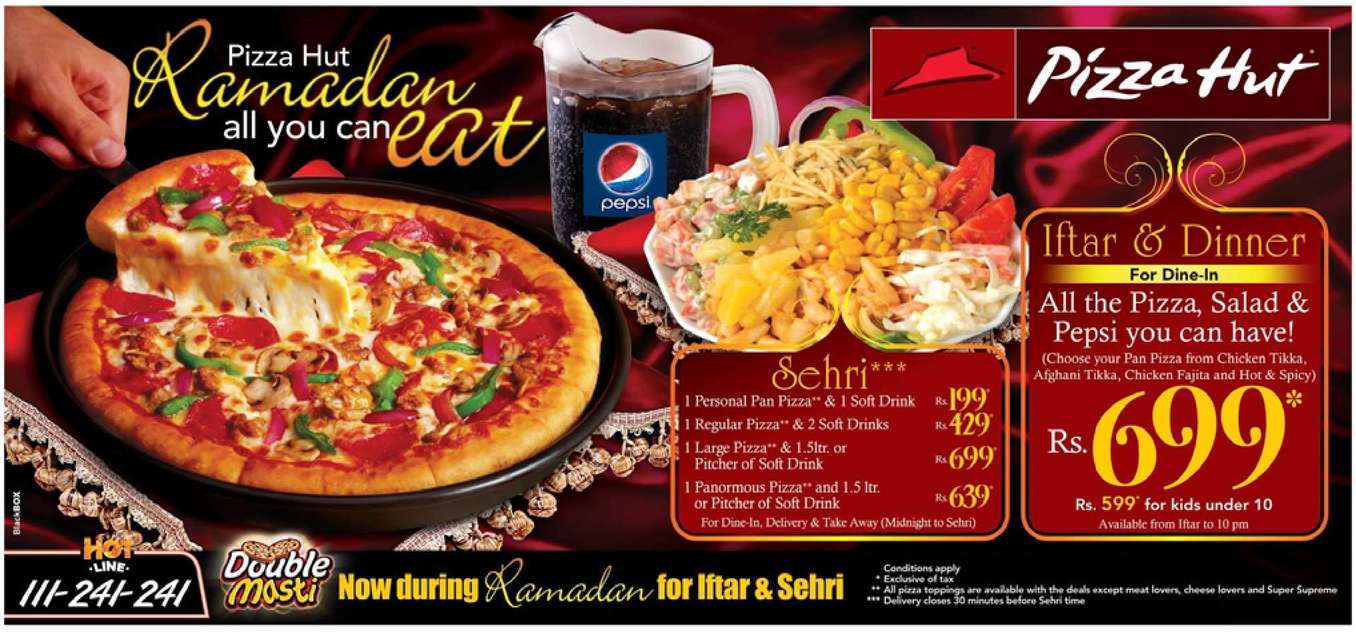 Pizza Hut
Ramadan
all you can eat
pepsi
Pizza Hut
Iftar & Dinner
For Dine-In
All the Pizza, Salad &
Pepsi you can have!
(Choose your Pan Pizza from Chicken Tikka,
Afghani Tikka, Chicken Fajita and Hot & Spicy)
Rs. 699*
Rs. 599* for kids under 10
Available from Iftar to 10 pm
Sehri***
1 Personal Pan Pizza** & 1 Soft Drink Rs. 199*
1 Regular Pizza** & 2 Soft Drinks Rs. 429*
1 Large Pizza** & 1.5ltr. or
Pitcher of Soft Drink Rs. 699*
1 Panormous Pizza** and 1.5 ltr.
or Pitcher of Soft Drink Rs. 639*
For Dine-In, Delivery & Take Away (Midnight to Sehri)
BlackBOX
HOT
·LINE·
111-241-241
Double
Masti
Now during Ramadan for Iftar & Sehri
Conditions apply
* Exclusive of tax
** All pizza toppings are available with the deals except meat lovers, cheese lovers and Super Supreme
*** Delivery closes 30 minutes before Sehri time